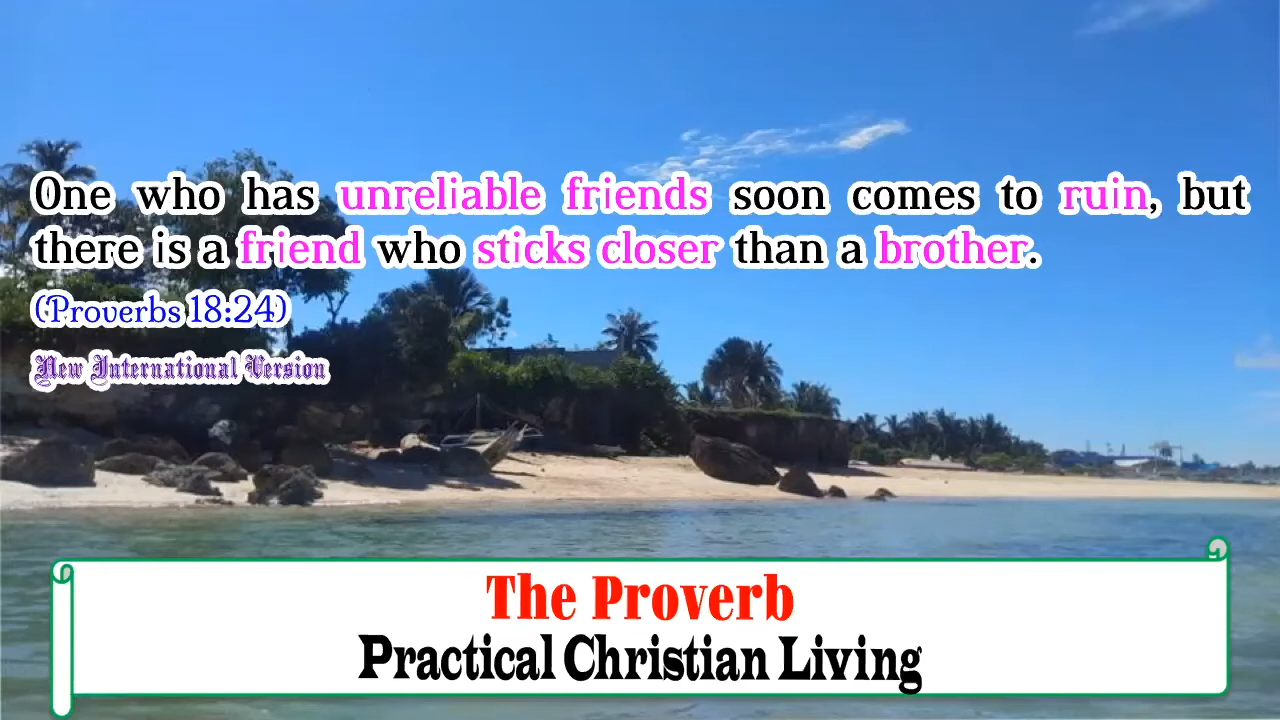 One who has unreliable friends soon comes to ruin, but
there is a friend who sticks closer than a brother.
(Proverbs 18:24)
New International Version
The Proverb
Practical Christian Living